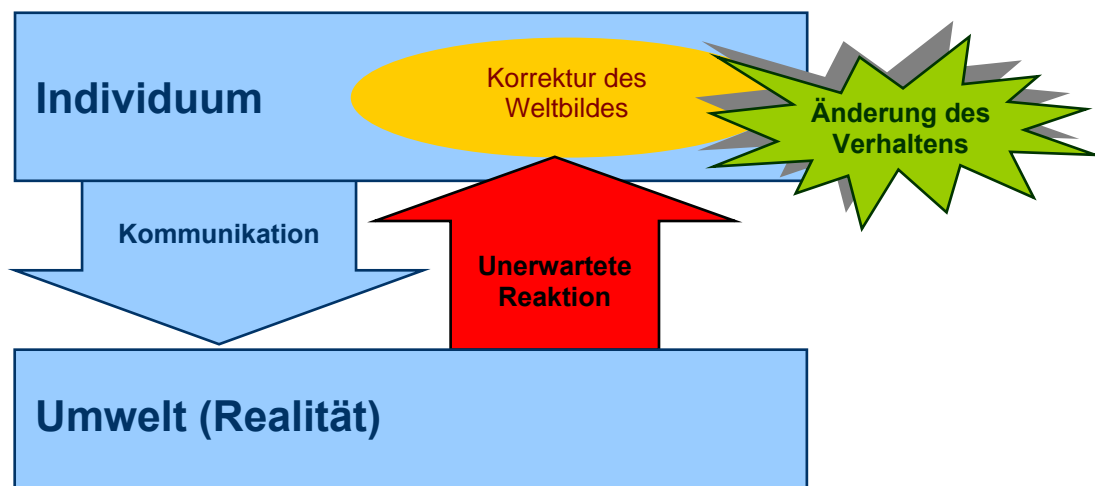 Individuum
Korrektur des
Weltbildes
Änderung des
Verhaltens
Kommunikation
Unerwartete
Reaktion
Umwelt (Realität)